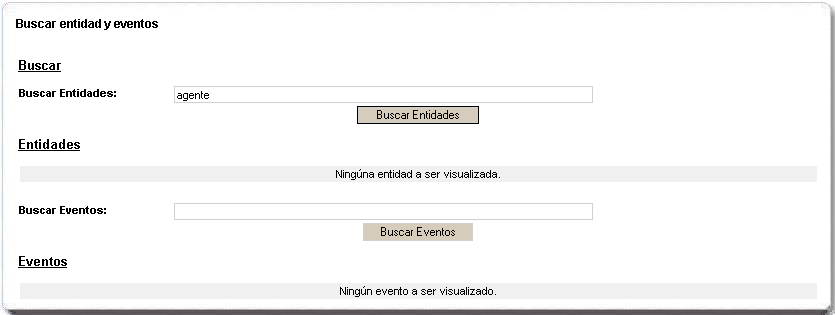 Buscar entidad y eventos
Buscar
Buscar Entidades: agente
Buscar Entidades
Entidades
Ningúna entidad a ser visualizada.
Buscar Eventos:
Buscar Eventos
Eventos
Ningún evento a ser visualizado.